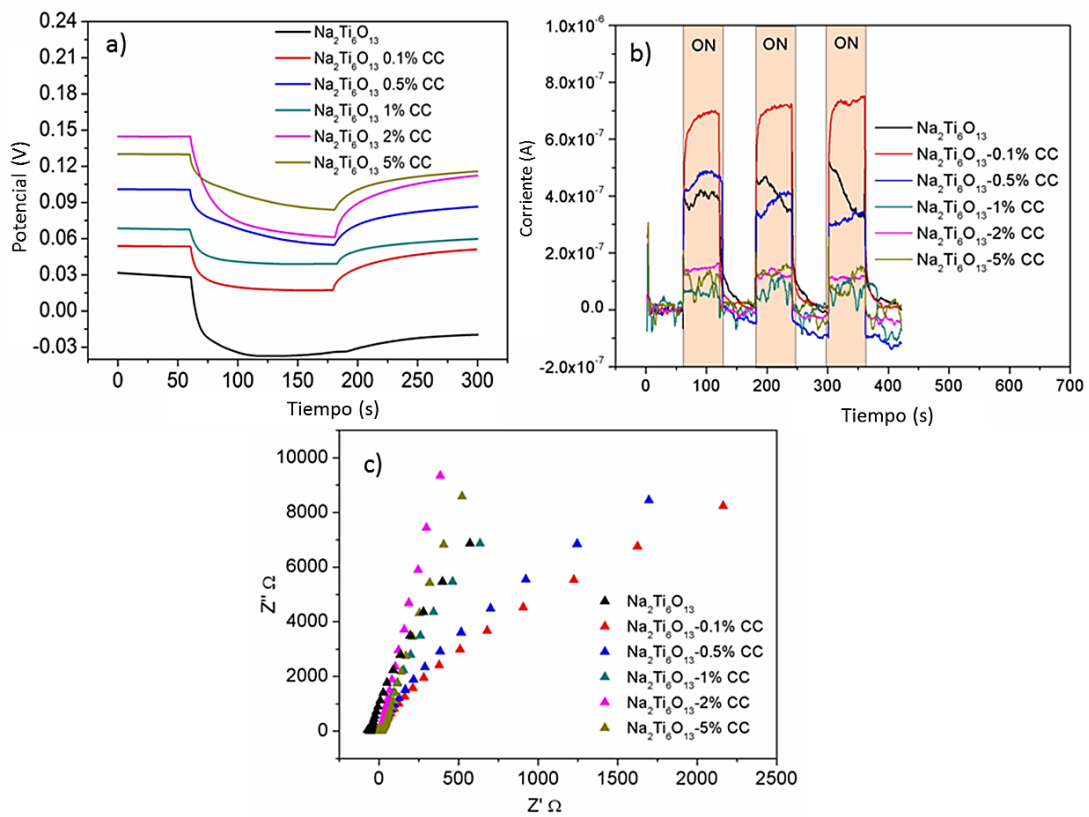 a)
Potencial (V)
0.24
0.21
0.18
0.15
0.12
0.09
0.06
0.03
0.00
-0.03
Na₂Ti₆O₁₃
Na₂Ti₆O₁₃ 0.1% CC
Na₂Ti₆O₁₃ 0.5% CC
Na₂Ti₆O₁₃ 1% CC
Na₂Ti₆O₁₃ 2% CC
Na₂Ti₆O₁₃ 5% CC
0 50 100 150 200 250 300
Tiempo (s)
b)
Corriente (A)
1.0x10⁻⁶
8.0x10⁻⁷
6.0x10⁻⁷
4.0x10⁻⁷
2.0x10⁻⁷
0.0
-2.0x10⁻⁷
ON ON ON
Na₂Ti₆O₁₃
Na₂Ti₆O₁₃-0.1% CC
Na₂Ti₆O₁₃-0.5% CC
Na₂Ti₆O₁₃-1% CC
Na₂Ti₆O₁₃-2% CC
Na₂Ti₆O₁₃-5% CC
0 100 200 300 400 500 600 700
Tiempo (s)
c)
Z'' Ω
10000
8000
6000
4000
2000
0
Na₂Ti₆O₁₃
Na₂Ti₆O₁₃-0.1% CC
Na₂Ti₆O₁₃-0.5% CC
Na₂Ti₆O₁₃-1% CC
Na₂Ti₆O₁₃-2% CC
Na₂Ti₆O₁₃-5% CC
0 500 1000 1500 2000 2500
Z' Ω